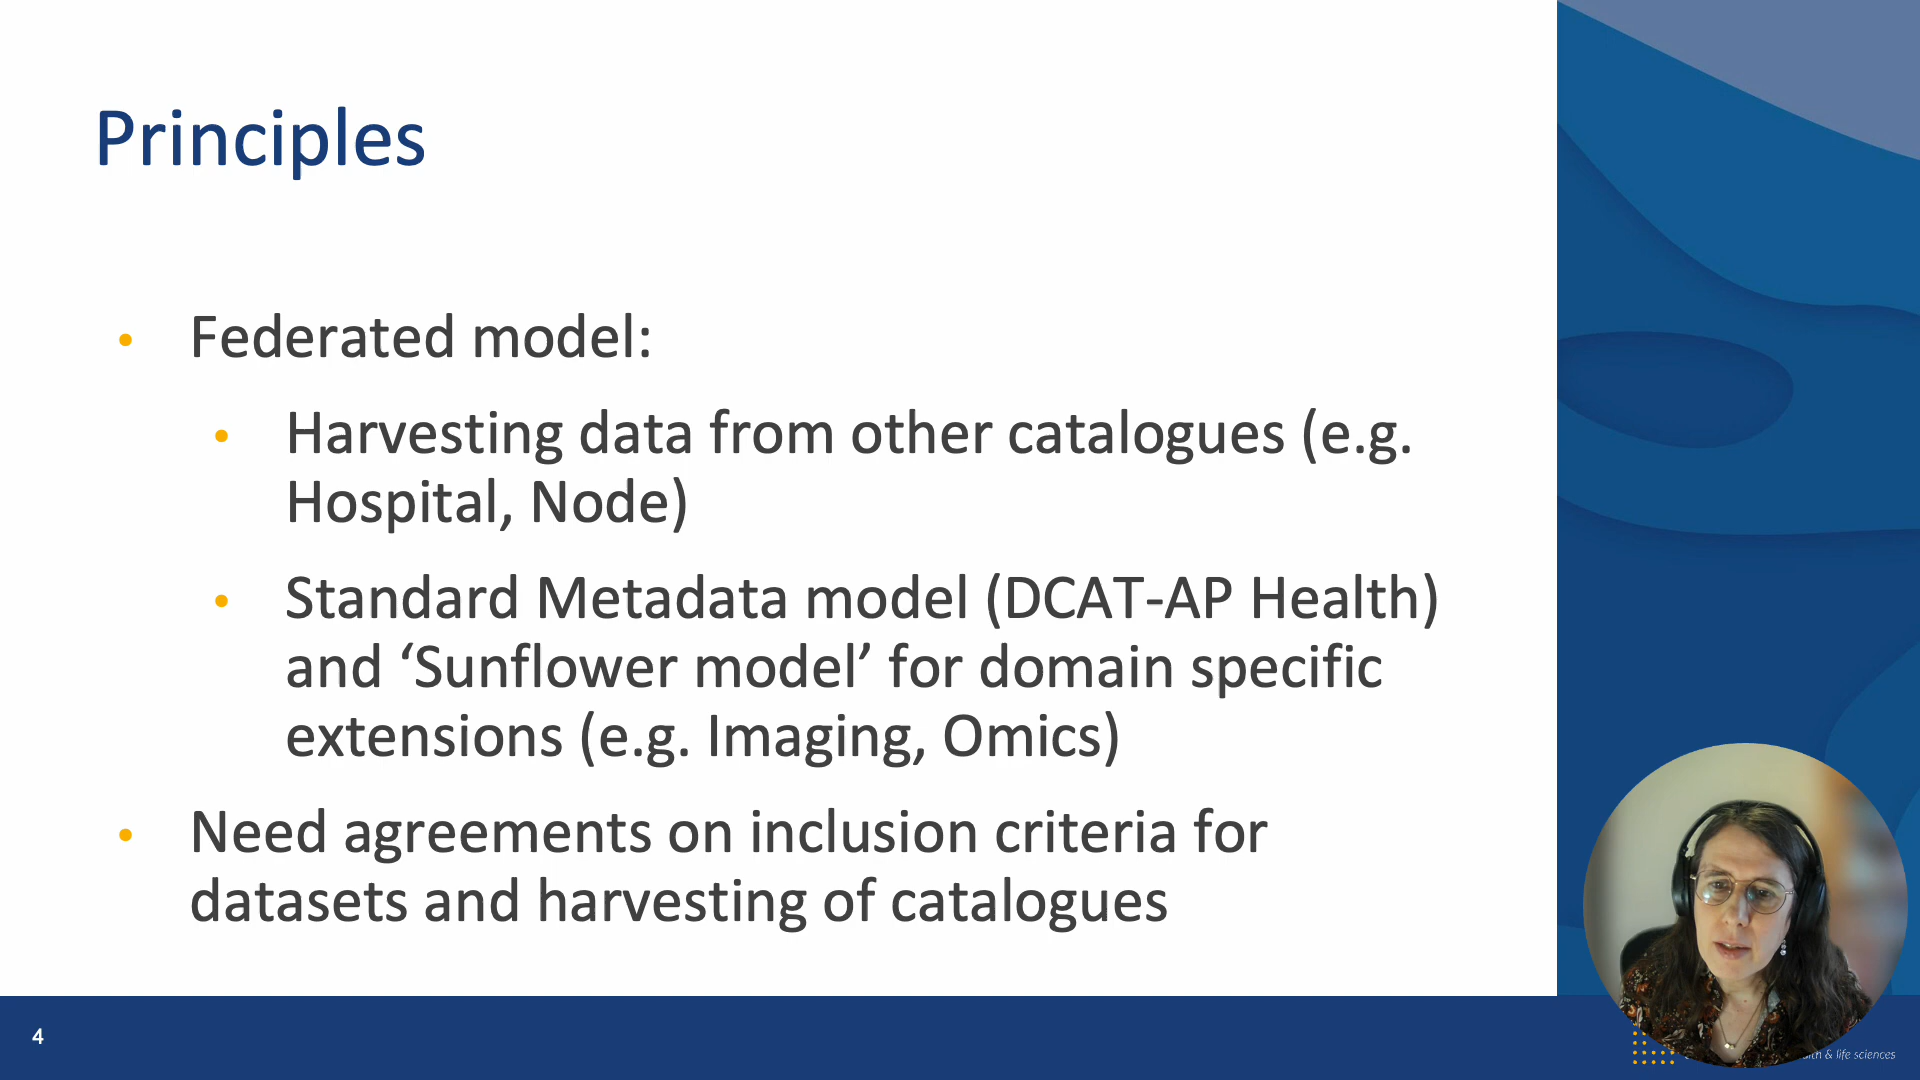 Principles
• Federated model:
• Harvesting data from other catalogues (e.g.
Hospital, Node)
• Standard Metadata model (DCAT-AP Health)
and ‘Sunflower model’ for domain specific
extensions (e.g. Imaging, Omics)
• Need agreements on inclusion criteria for
datasets and harvesting of catalogues
4
& life sciences